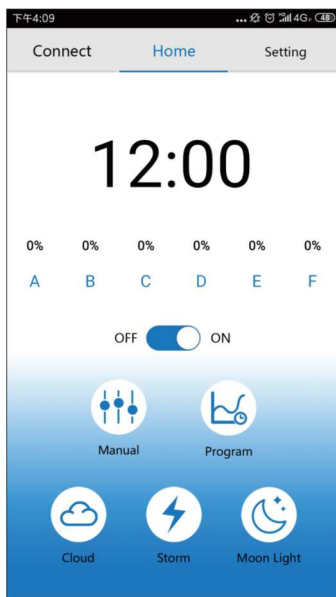 下午4:09 ... 4G 48
Connect Home Setting
12:00
0% 0% 0% 0% 0% 0%
A B C D E F
OFF ON
Manual Program
Cloud Storm Moon Light